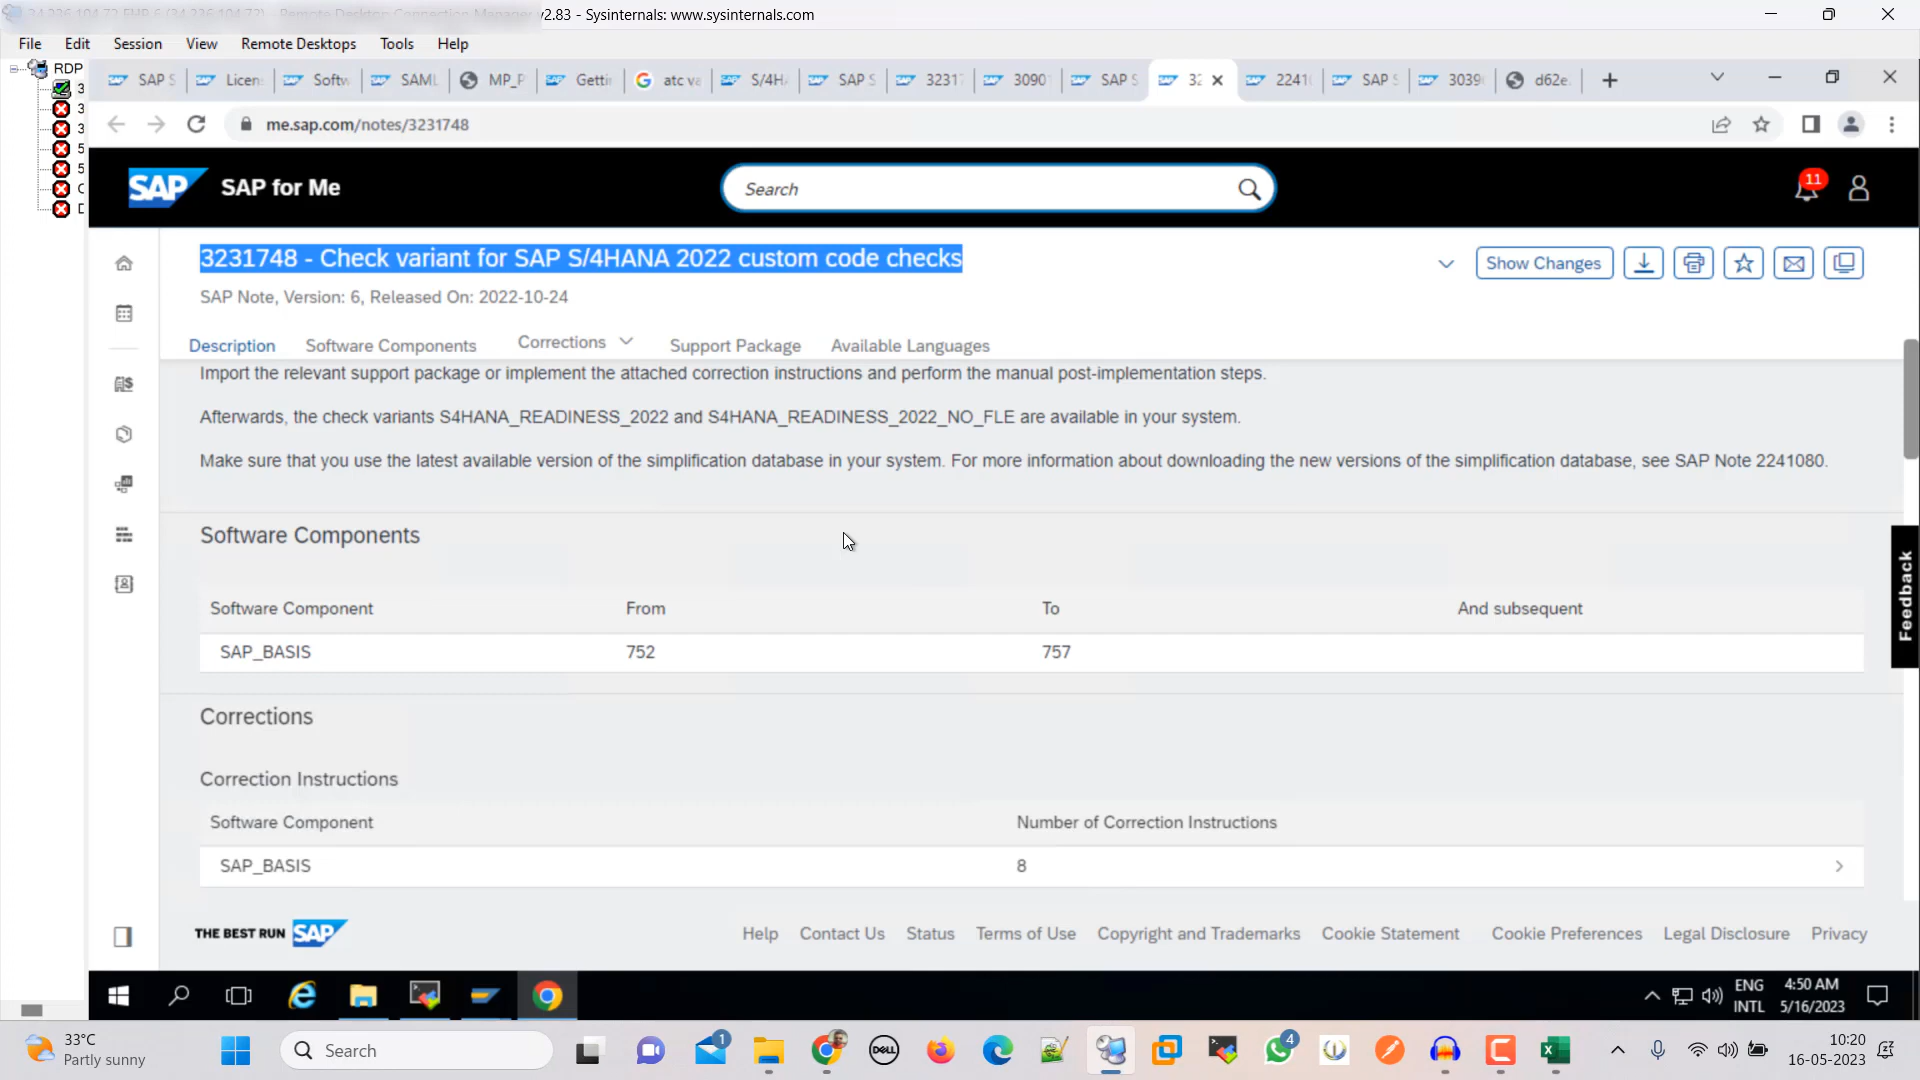 v2.83 - Sysinternals: www.sysinternals.com
File Edit Session View Remote Desktops Tools Help
RDP
SAP S Licen Softw SAML MP_P Gettin atc va S/4H SAP S 3231 3090 SAP S 32 2241 SAP S 3039 d62e
me.sap.com/notes/3231748
SAP SAP for Me Search 11
3231748 - Check variant for SAP S/4HANA 2022 custom code checks Show Changes
SAP Note, Version: 6, Released On: 2022-10-24
Description Software Components Corrections Support Package Available Languages
Import the relevant support package or implement the attached correction instructions and perform the manual post-implementation steps.
Afterwards, the check variants S4HANA_READINESS_2022 and S4HANA_READINESS_2022_NO_FLE are available in your system.
Make sure that you use the latest available version of the simplification database in your system. For more information about downloading the new versions of the simplification database, see SAP Note 2241080.
Software Components
Feedback
Software Component From To And subsequent
SAP_BASIS 752 757
Corrections
Correction Instructions
Software Component Number of Correction Instructions
SAP_BASIS 8
THE BEST RUN SAP Help Contact Us Status Terms of Use Copyright and Trademarks Cookie Statement Cookie Preferences Legal Disclosure Privacy
ENG 4:50 AM
INTL 5/16/2023
33°C
Partly sunny
Search
1
DELL
4
10:20
16-05-2023